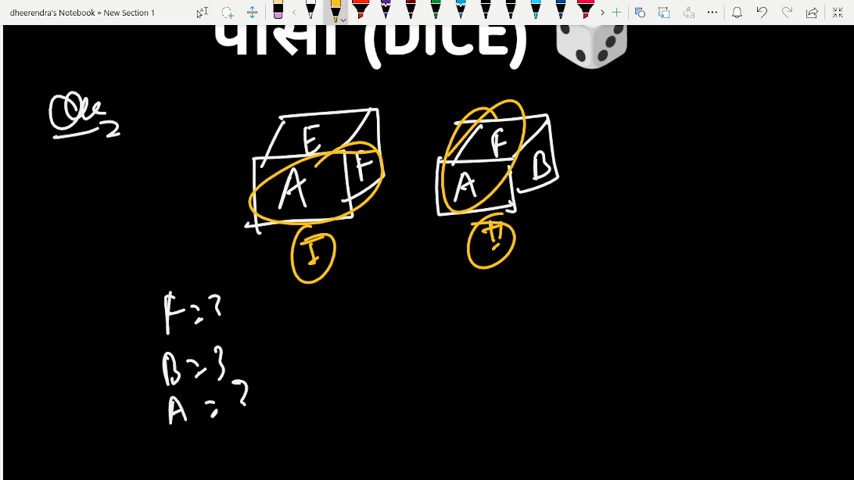 dheerendra's Notebook » New Section 1
पासा (DICE)
Que 2
E F
A F A B
I II
F = ?
B = ?
A = ?